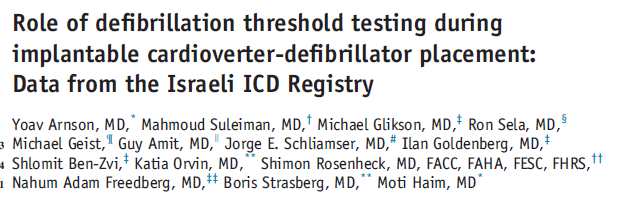 Role of defibrillation threshold testing during
implantable cardioverter-defibrillator placement:
Data from the Israeli ICD Registry
Yoav Arnson, MD,* Mahmoud Suleiman, MD,† Michael Glikson, MD,‡ Ron Sela, MD,§
3 Michael Geist,¶ Guy Amit, MD,‖ Jorge E. Schliamser, MD,# Ilan Goldenberg, MD,‡
4 Shlomit Ben-Zvi,‡ Katia Orvin, MD,** Shimon Rosenheck, MD, FACC, FAHA, FESC, FHRS,††
1 Nahum Adam Freedberg, MD,‡‡ Boris Strasberg, MD,** Moti Haim, MD*